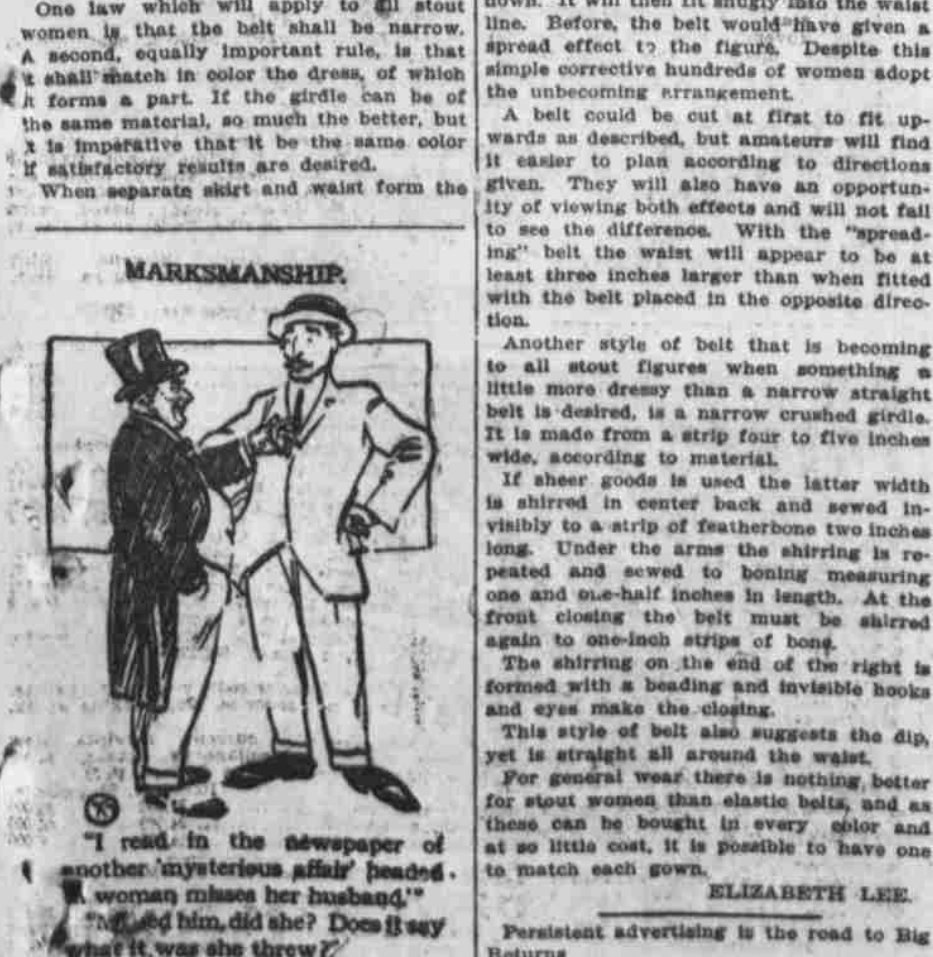 One law which will apply to all stout
women is that the belt shall be narrow.
A second, equally important rule, is that
it shall match in color the dress, of which
it forms a part. If the girdle can be of
the same material, so much the better, but
it is imperative that it be the same color
if satisfactory results are desired.
When separate skirt and waist form the
MARKSMANSHIP.
"I read in the newspaper of
another 'mysterious affair' headed
A woman misses her husband.'"
"Missed him, did she? Does it say
what it was she threw?"
down. It will then fit snugly into the waist
line. Before, the belt would have given a
spread effect to the figure. Despite this
simple corrective hundreds of women adopt
the unbecoming arrangement.
A belt could be cut at first to fit up-
wards as described, but amateurs will find
it easier to plan according to directions
given. They will also have an opportun-
ity of viewing both effects and will not fail
to see the difference. With the "spread-
ing" belt the waist will appear to be at
least three inches larger than when fitted
with the belt placed in the opposite direc-
tion.
Another style of belt that is becoming
to all stout figures when something a
little more dressy than a narrow straight
belt is desired, is a narrow crushed girdle.
It is made from a strip four to five inches
wide, according to material.
If sheer goods is used the latter width
is shirred in center back and sewed in-
visibly to a strip of featherbone two inches
long. Under the arms the shirring is re-
peated and sewed to boning measuring
one and one-half inches in length. At the
front closing the belt must be shirred
again to one-inch strips of bone.
The shirring on the end of the right is
formed with a beading and invisible hooks
and eyes make the closing.
This style of belt also suggests the dip,
yet is straight all around the waist.
For general wear there is nothing better
for stout women than elastic belts, and as
these can be bought in every color and
at so little cost, it is possible to have one
to match each gown.
ELIZABETH LEE.
Persistent advertising is the road to Big
Returns